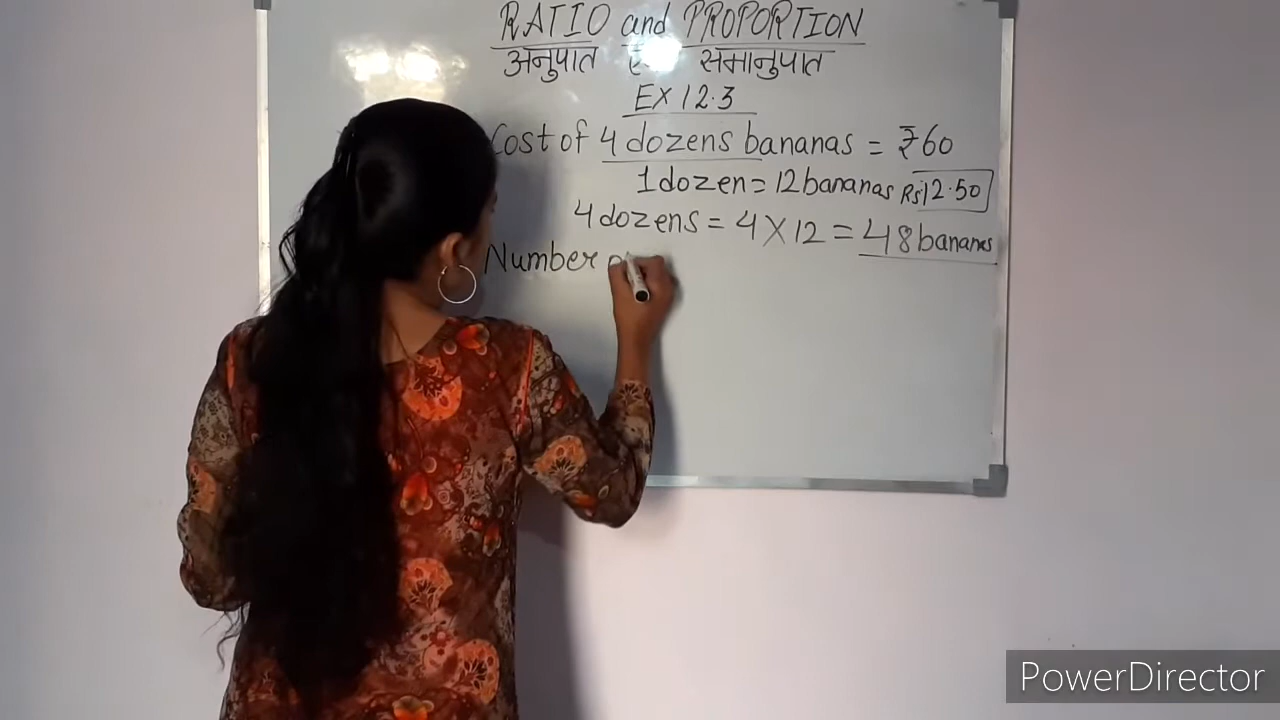 RATIO and PROPORTION
अनुपात समानुपात
EX 12.3
Cost of 4 dozens bananas = ₹60
1 dozen = 12 bananas Rs 12.50
4 dozens = 4 X 12 = 48 bananas
Number
PowerDirector